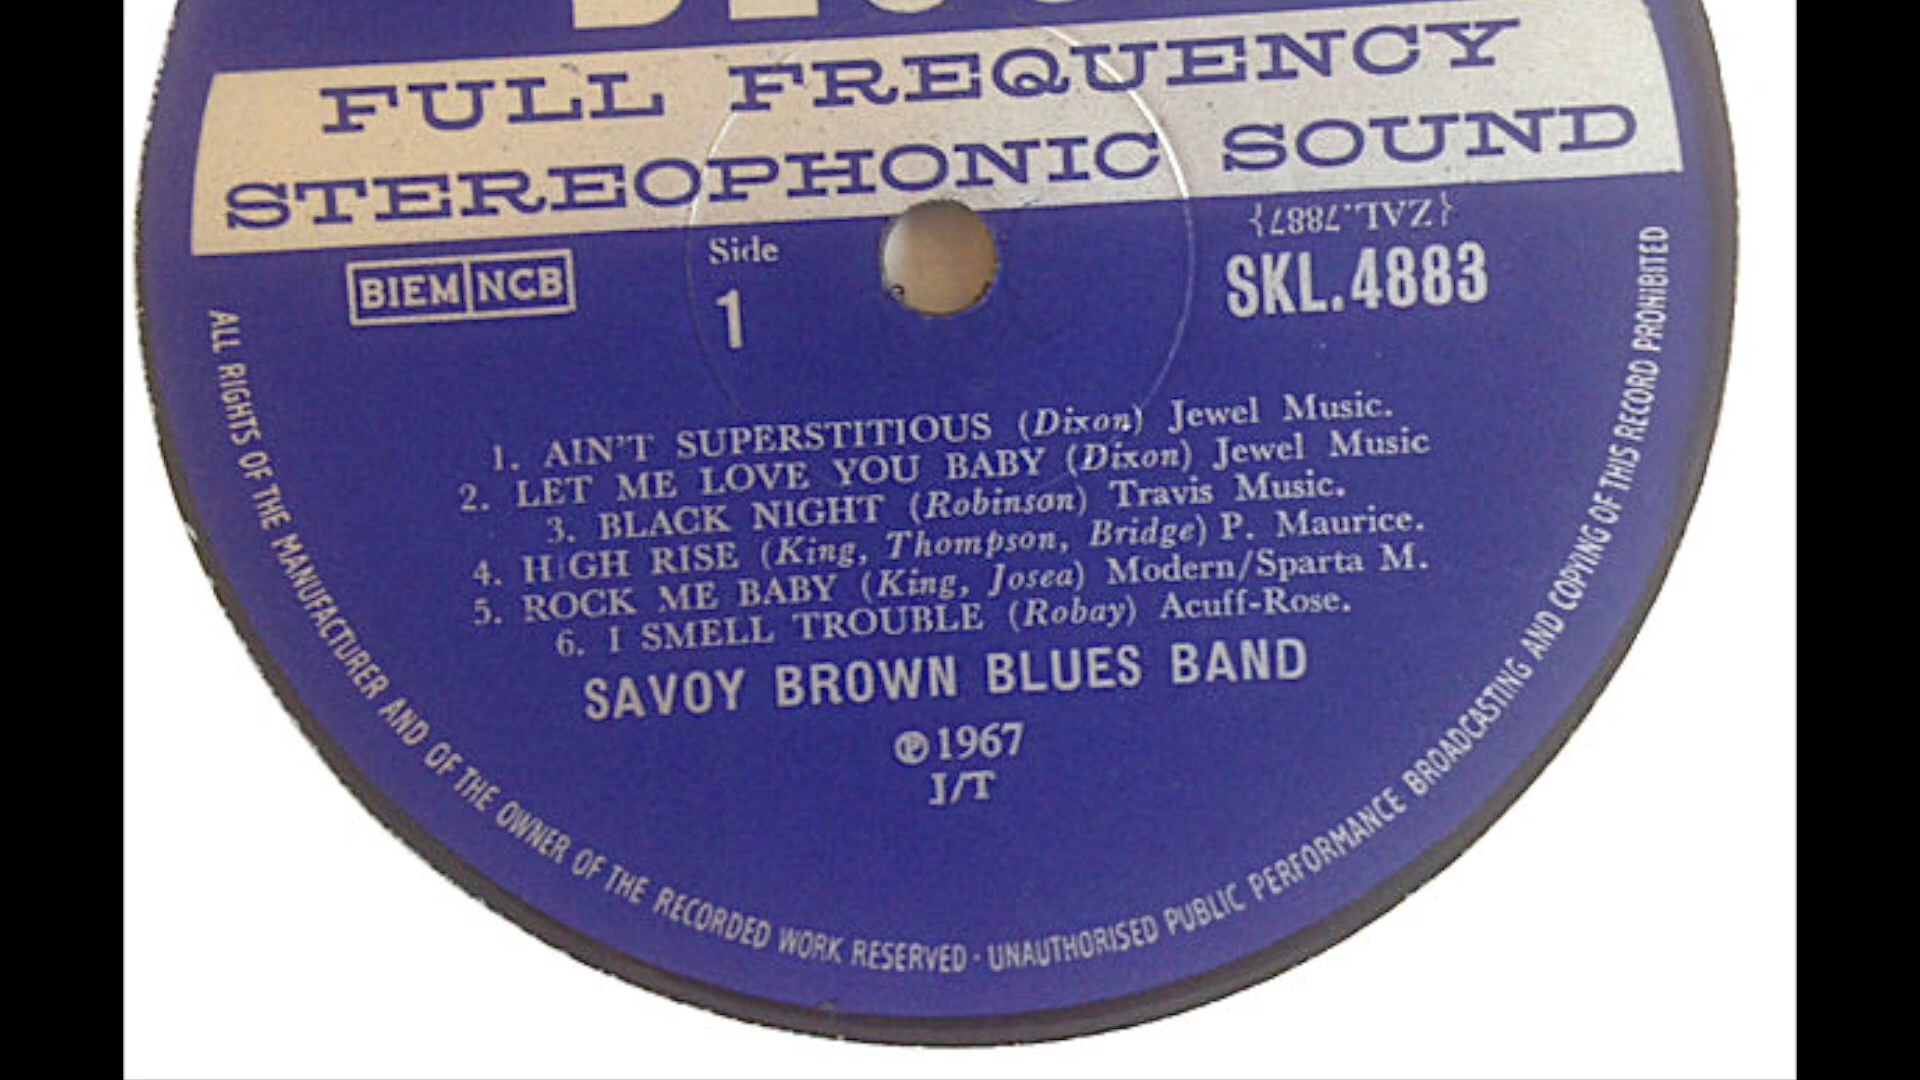 FULL FREQUENCY
STEREOPHONIC SOUND
BIEM NCB
Side
1
{ZAL.7887}
SKL.4883
1. AIN'T SUPERSTITIOUS (Dixon) Jewel Music.
2. LET ME LOVE YOU BABY (Dixon) Jewel Music
3. BLACK NIGHT (Robinson) Travis Music.
4. HIGH RISE (King, Thompson, Bridge) P. Maurice.
5. ROCK ME BABY (King, Josea) Modern/Sparta M.
6. I SMELL TROUBLE (Robay) Acuff-Rose.
SAVOY BROWN BLUES BAND
℗1967
J/T
ALL RIGHTS OF THE MANUFACTURER AND OF THE OWNER OF THE RECORDED WORK RESERVED · UNAUTHORISED PUBLIC PERFORMANCE BROADCASTING AND COPYING OF THIS RECORD PROHIBITED